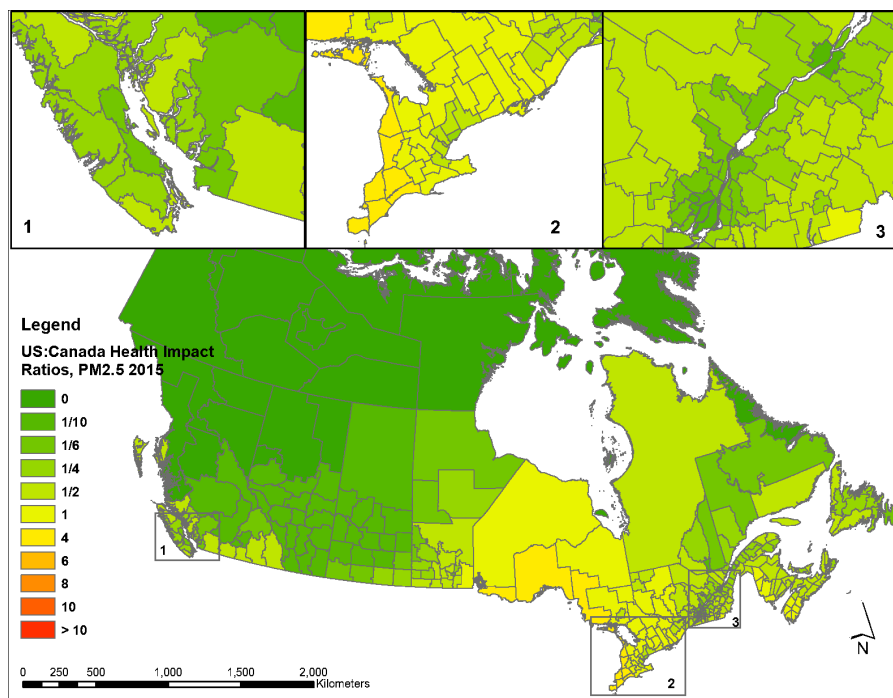 1
2
3
Legend
US:Canada Health Impact
Ratios, PM2.5 2015
0
1/10
1/6
1/4
1/2
1
4
6
8
10
> 10
1
2
3
N
0 250 500 1,000 1,500 2,000
Kilometers